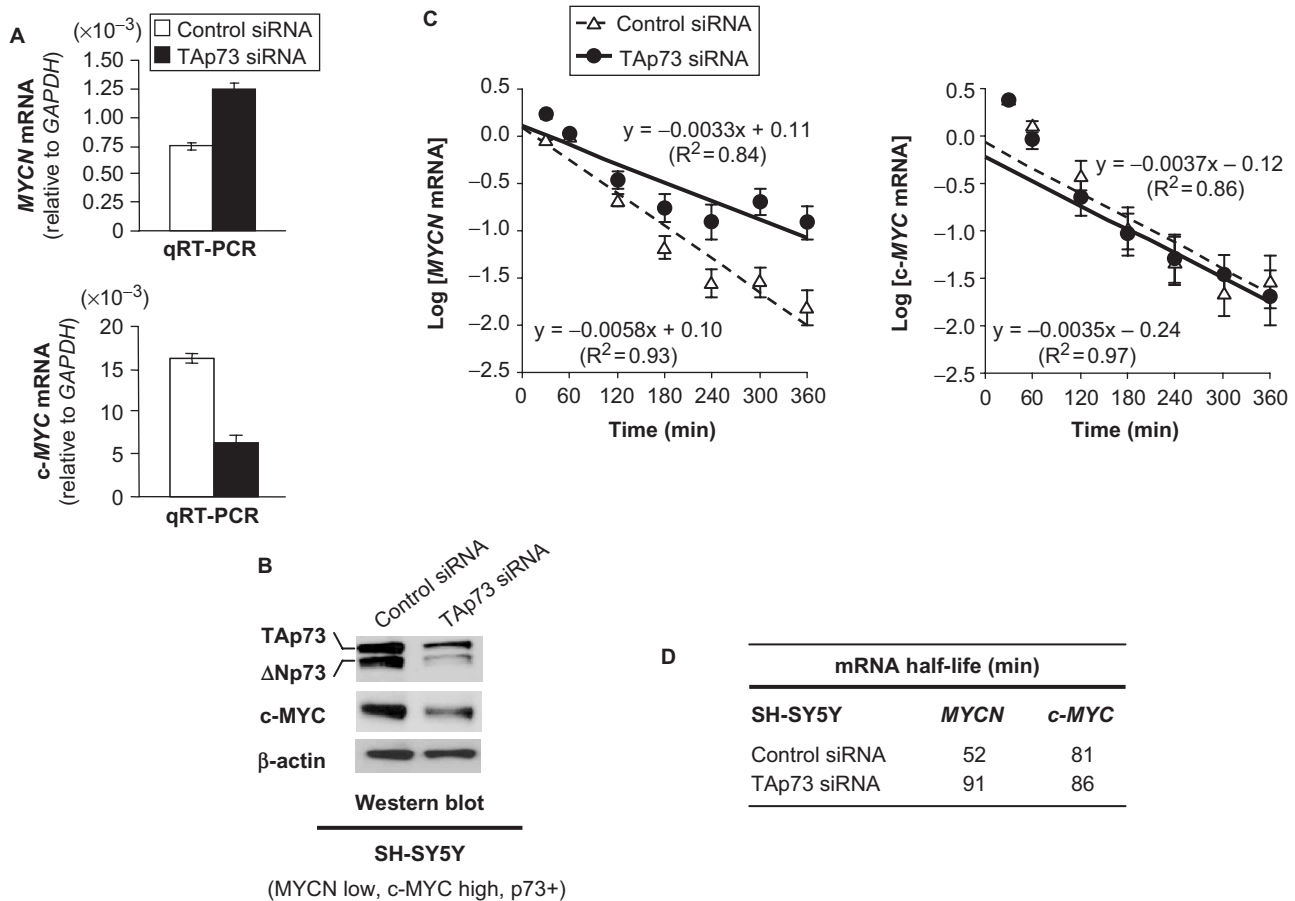 A
(×10−3)
Control siRNA
TAp73 siRNA
MYCN mRNA
(relative to GAPDH)
1.50
1.25
1.00
0.75
0.50
0.25
0
qRT-PCR
(×10−3)
c-MYC mRNA
(relative to GAPDH)
20
15
10
5
0
qRT-PCR
C
Control siRNA
TAp73 siRNA
Log [MYCN mRNA]
0.5
0.0
−0.5
−1.0
−1.5
−2.0
−2.5
y = −0.0033x + 0.11
(R2=0.84)
y = −0.0058x + 0.10
(R2=0.93)
0 60 120 180 240 300 360
Time (min)
Log [c-MYC mRNA]
0.5
0.0
−0.5
−1.0
−1.5
−2.0
−2.5
y = −0.0037x − 0.12
(R2=0.86)
y = −0.0035x − 0.24
(R2=0.97)
0 60 120 180 240 300 360
Time (min)
B
Control siRNA
TAp73 siRNA
TAp73
ΔNp73
c-MYC
β-actin
Western blot
SH-SY5Y
(MYCN low, c-MYC high, p73+)
D
mRNA half-life (min)
SH-SY5Y MYCN c-MYC
Control siRNA 52 81
TAp73 siRNA 91 86